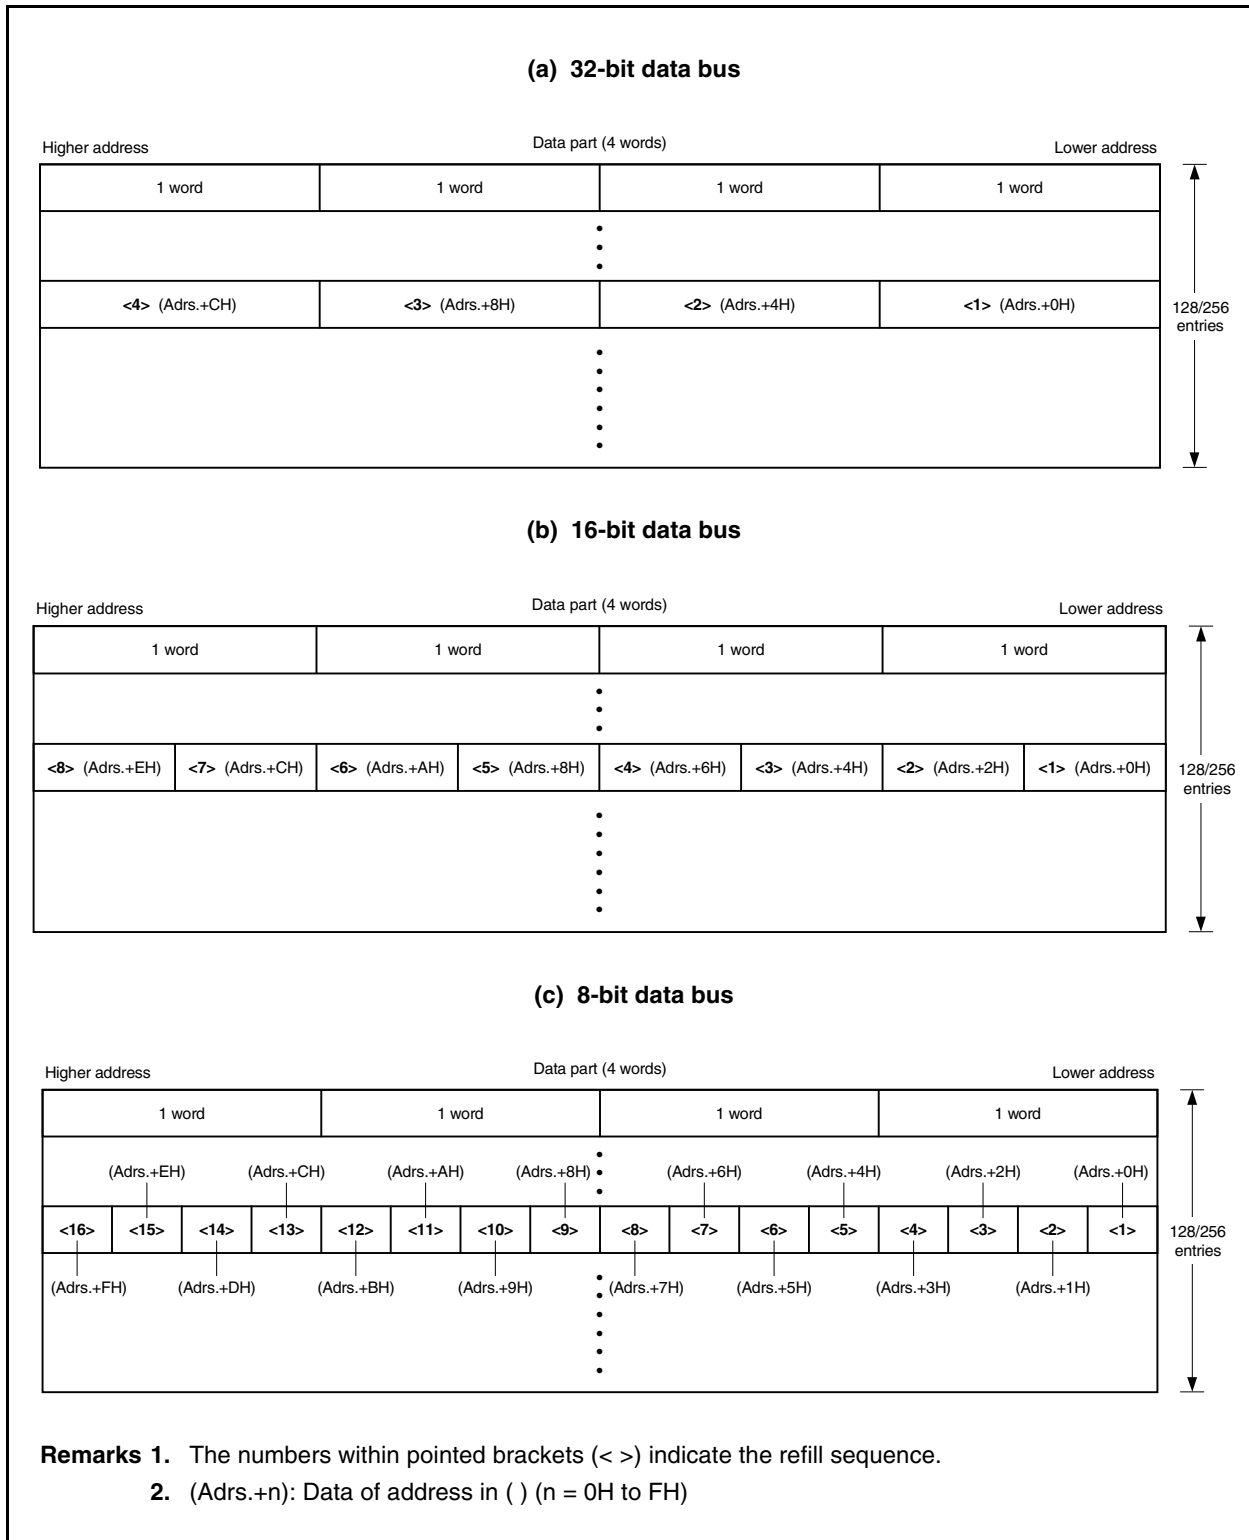 (a) 32-bit data bus
Higher address Data part (4 words) Lower address
1 word 1 word 1 word 1 word
<4> (Adrs.+CH) <3> (Adrs.+8H) <2> (Adrs.+4H) <1> (Adrs.+0H)
128/256
entries
(b) 16-bit data bus
Higher address Data part (4 words) Lower address
1 word 1 word 1 word 1 word
<8> (Adrs.+EH) <7> (Adrs.+CH) <6> (Adrs.+AH) <5> (Adrs.+8H) <4> (Adrs.+6H) <3> (Adrs.+4H) <2> (Adrs.+2H) <1> (Adrs.+0H)
128/256
entries
(c) 8-bit data bus
Higher address Data part (4 words) Lower address
1 word 1 word 1 word 1 word
(Adrs.+EH) (Adrs.+CH) (Adrs.+AH) (Adrs.+8H) (Adrs.+6H) (Adrs.+4H) (Adrs.+2H) (Adrs.+0H)
<16> <15> <14> <13> <12> <11> <10> <9> <8> <7> <6> <5> <4> <3> <2> <1>
128/256
entries
(Adrs.+FH) (Adrs.+DH) (Adrs.+BH) (Adrs.+9H) (Adrs.+7H) (Adrs.+5H) (Adrs.+3H) (Adrs.+1H)
Remarks 1. The numbers within pointed brackets (< >) indicate the refill sequence.
2. (Adrs.+n): Data of address in ( ) (n = 0H to FH)